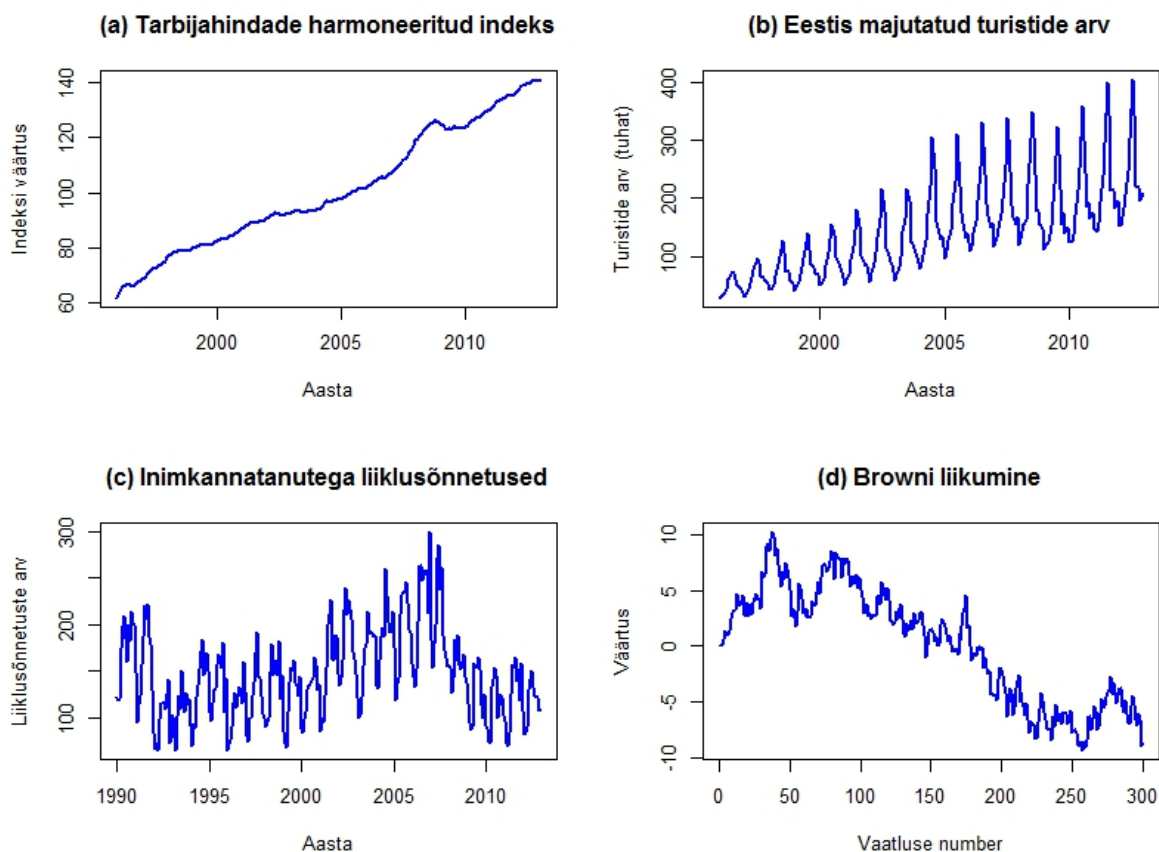 (a) Tarbijahindade harmoneeritud indeks
Indeksi väärtus
140
120
100
80
60
2000
2005
2010
Aasta
(b) Eestis majutatud turistide arv
Turistide arv (tuhat)
400
300
200
100
2000
2005
2010
Aasta
(c) Inimkannatanutega liiklusõnnetused
Liiklusõnnetuste arv
300
200
100
1990
1995
2000
2005
2010
Aasta
(d) Browni liikumine
Väärtus
10
5
0
-5
-10
0
50
100
150
200
250
300
Vaatluse number